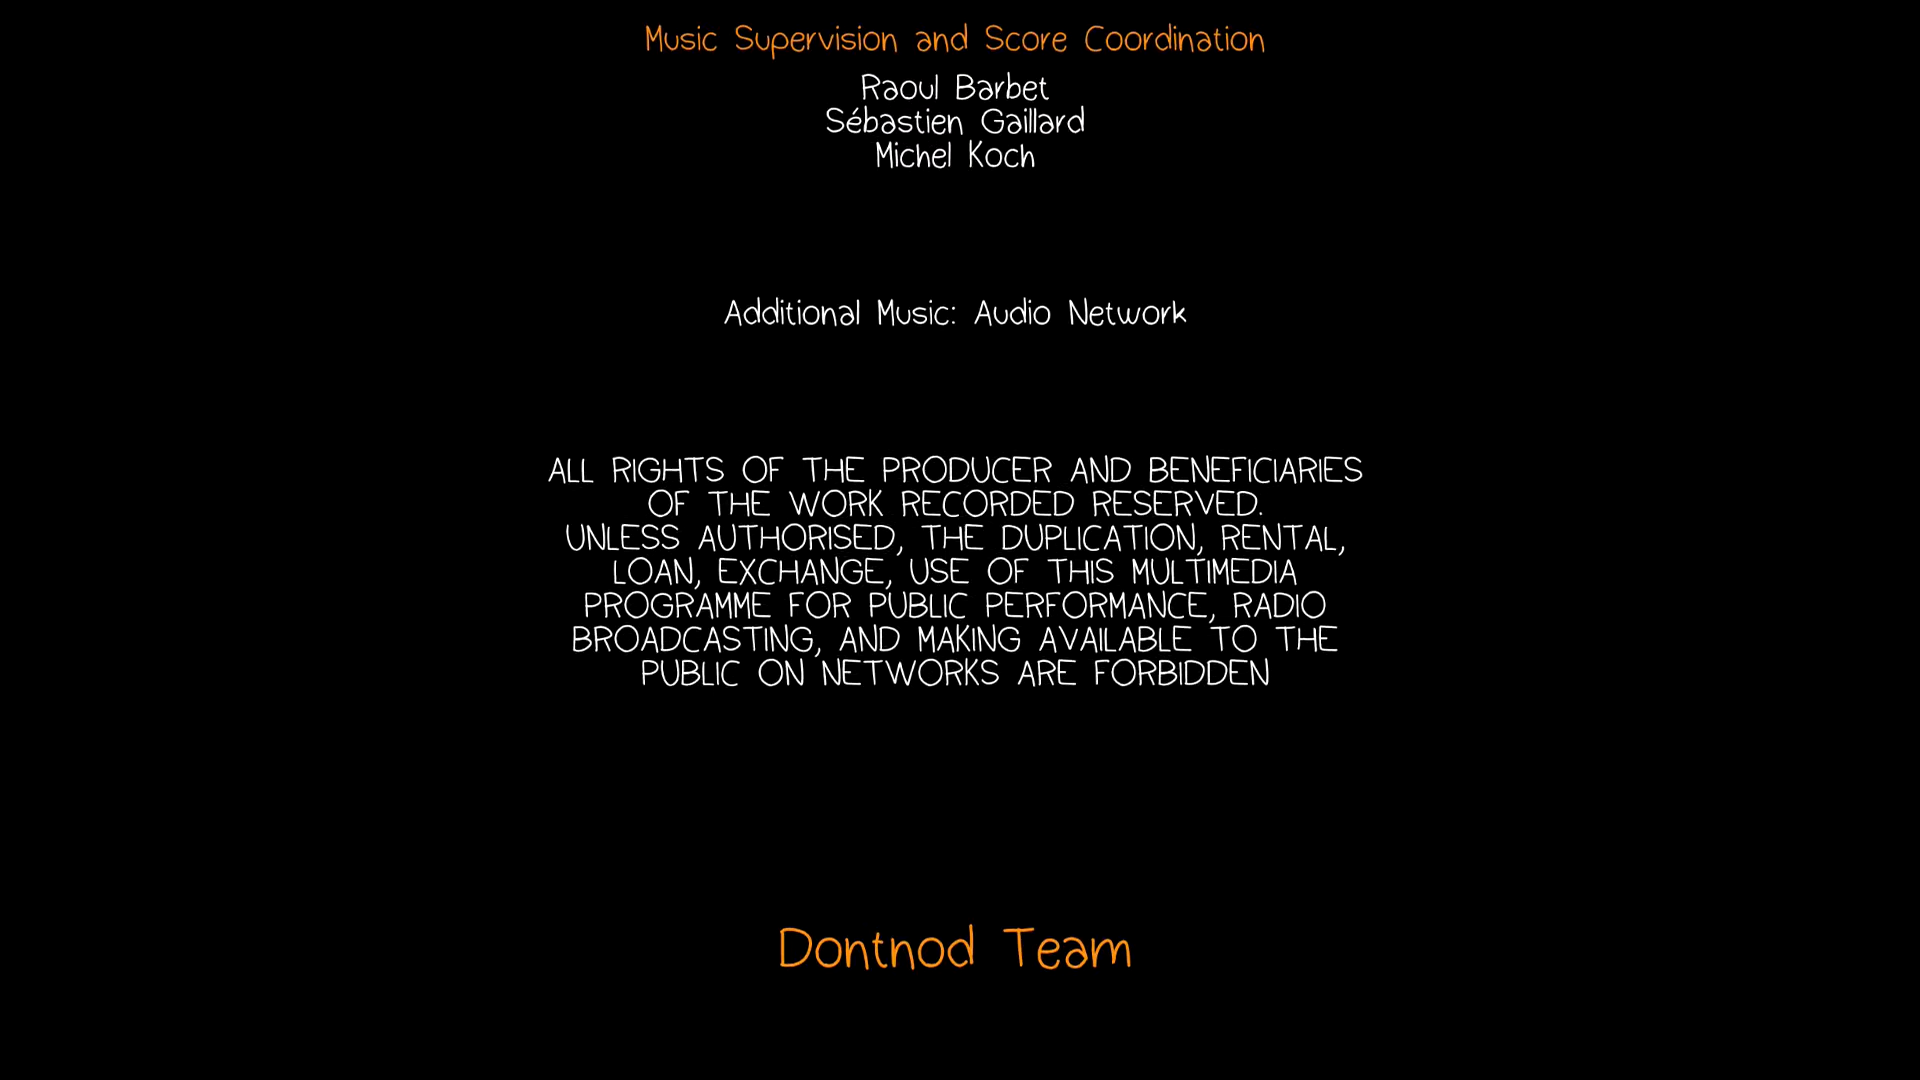 Music Supervision and Score Coordination
Raoul Barbet
Sébastien Gaillard
Michel Koch
Additional Music: Audio Network
ALL RIGHTS OF THE PRODUCER AND BENEFICIARIES
OF THE WORK RECORDED RESERVED.
UNLESS AUTHORISED, THE DUPLICATION, RENTAL,
LOAN, EXCHANGE, USE OF THIS MULTIMEDIA
PROGRAMME FOR PUBLIC PERFORMANCE, RADIO
BROADCASTING, AND MAKING AVAILABLE TO THE
PUBLIC ON NETWORKS ARE FORBIDDEN
Dontnod Team